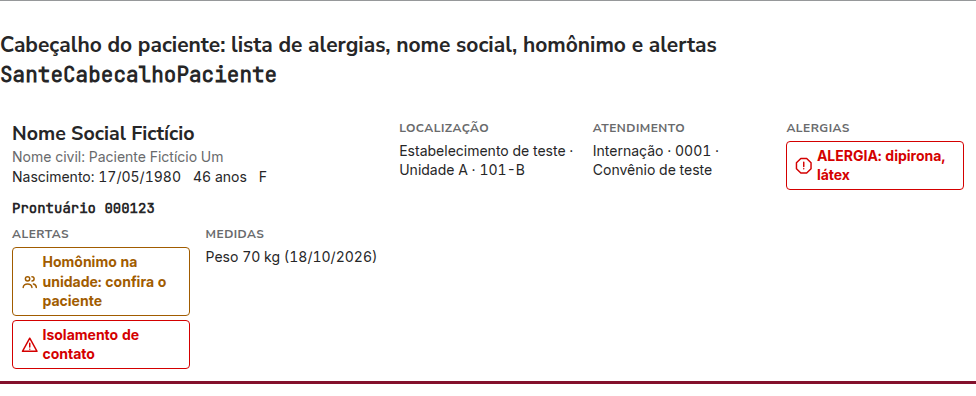 Cabeçalho do paciente: lista de alergias, nome social, homônimo e alertas
SanteCabecalhoPaciente
Nome Social Fictício
Nome civil: Paciente Fictício Um
Nascimento: 17/05/1980 46 anos F
Prontuário 000123
LOCALIZAÇÃO
Estabelecimento de teste ·
Unidade A · 101-B
ATENDIMENTO
Internação · 0001 ·
Convênio de teste
ALERGIAS
ALERGIA: dipirona,
látex
ALERTAS
Homônimo na
unidade: confira o
paciente
Isolamento de
contato
MEDIDAS
Peso 70 kg (18/10/2026)